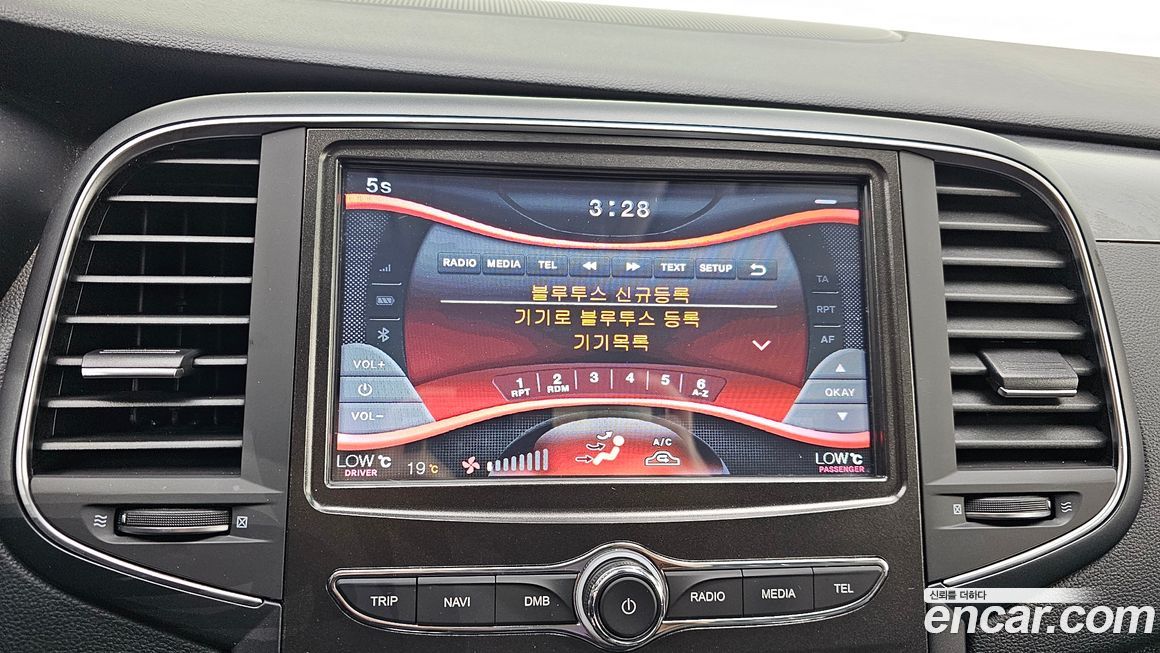 5s
3:28
RADIO MEDIA TEL TEXT SETUP
블루투스 신규등록
기기로 블루투스 등록
기기목록
TA
RPT
AF
VOL+
VOL-
OKAY
1 2 3 4 5 6
RPT RDM A-Z
LOW °C
DRIVER
19 °C
A/C
LOW °C
PASSENGER
TRIP NAVI DMB RADIO MEDIA TEL
신뢰를 더하다
encar.com